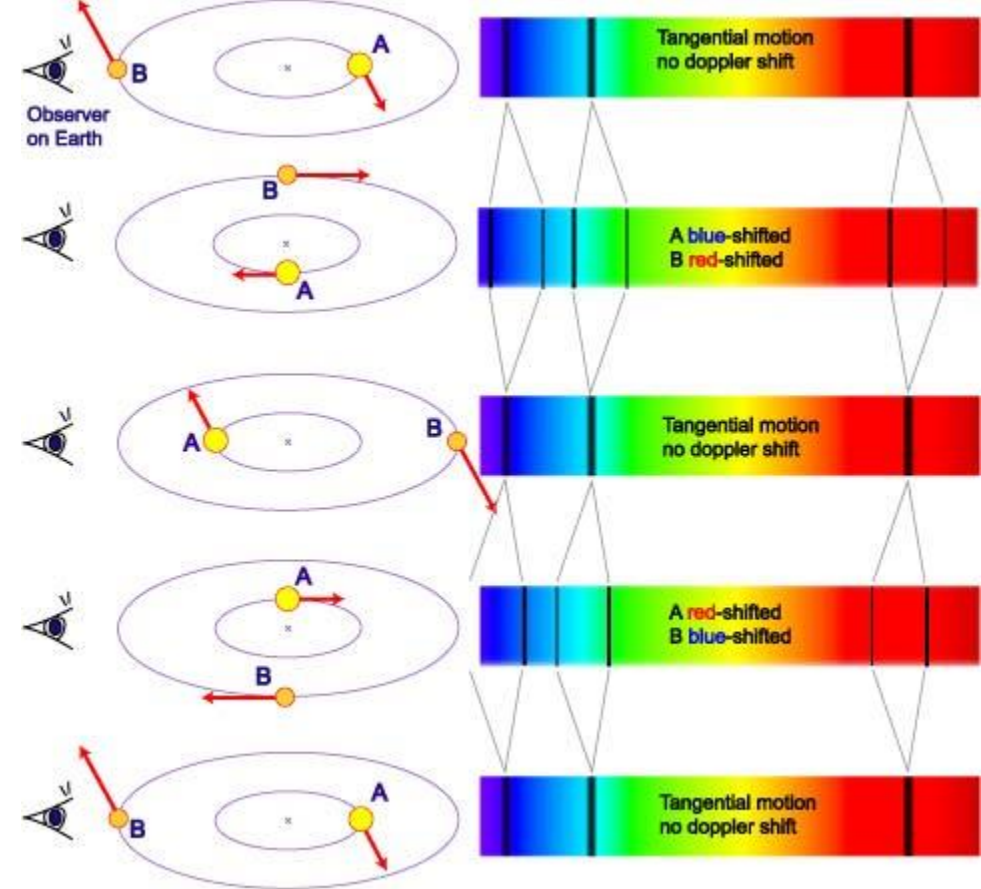 A
B
Observer
on Earth
Tangential motion
no doppler shift
B
A
A blue-shifted
B red-shifted
A
B
Tangential motion
no doppler shift
A
B
A red-shifted
B blue-shifted
A
B
Tangential motion
no doppler shift